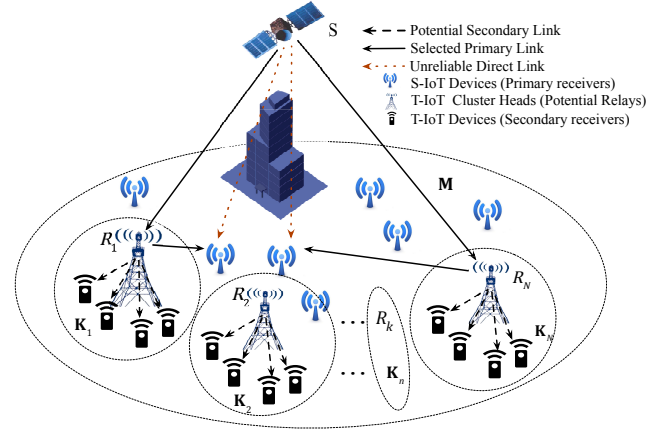 S
Potential Secondary Link
Selected Primary Link
Unreliable Direct Link
S-IoT Devices (Primary receivers)
T-IoT Cluster Heads (Potential Relays)
T-IoT Devices (Secondary receivers)
M
R1
RN
R2
Rk
K1
KN
...
...
K2
Kn